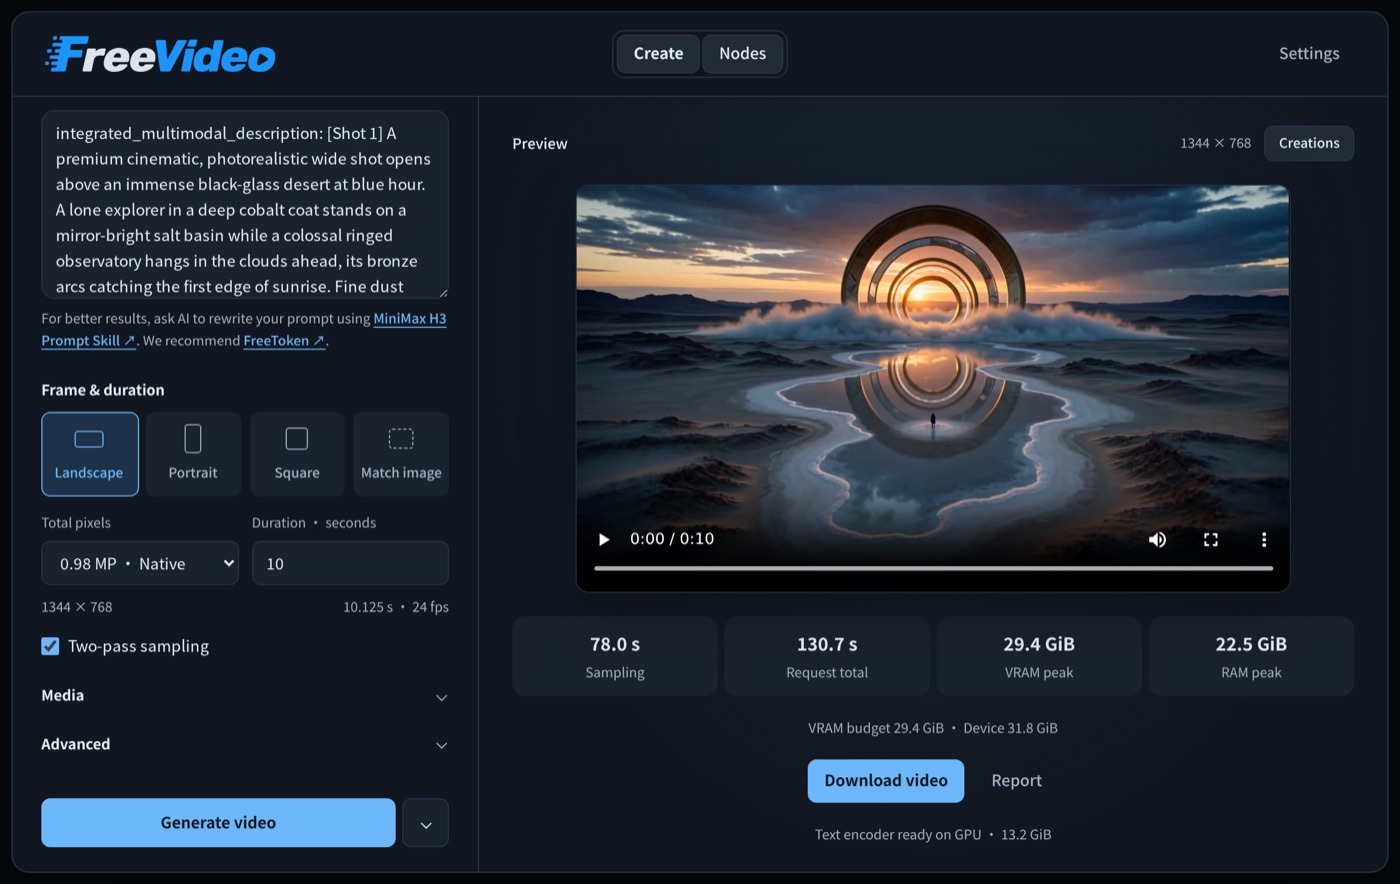 FreeVideo
Create
Nodes
Settings
integrated_multimodal_description: [Shot 1] A
premium cinematic, photorealistic wide shot opens
above an immense black-glass desert at blue hour.
A lone explorer in a deep cobalt coat stands on a
mirror-bright salt basin while a colossal ringed
observatory hangs in the clouds ahead, its bronze
arcs catching the first edge of sunrise. Fine dust
For better results, ask AI to rewrite your prompt using MiniMax H3
Prompt Skill ↗. We recommend FreeToken ↗.
Frame & duration
Landscape
Portrait
Square
Match image
Total pixels
Duration • seconds
0.98 MP • Native
10
1344 × 768
10.125 s • 24 fps
Two-pass sampling
Media
Advanced
Generate video
Preview
1344 × 768
Creations
0:00 / 0:10
78.0 s
Sampling
130.7 s
Request total
29.4 GiB
VRAM peak
22.5 GiB
RAM peak
VRAM budget 29.4 GiB • Device 31.8 GiB
Download video
Report
Text encoder ready on GPU • 13.2 GiB